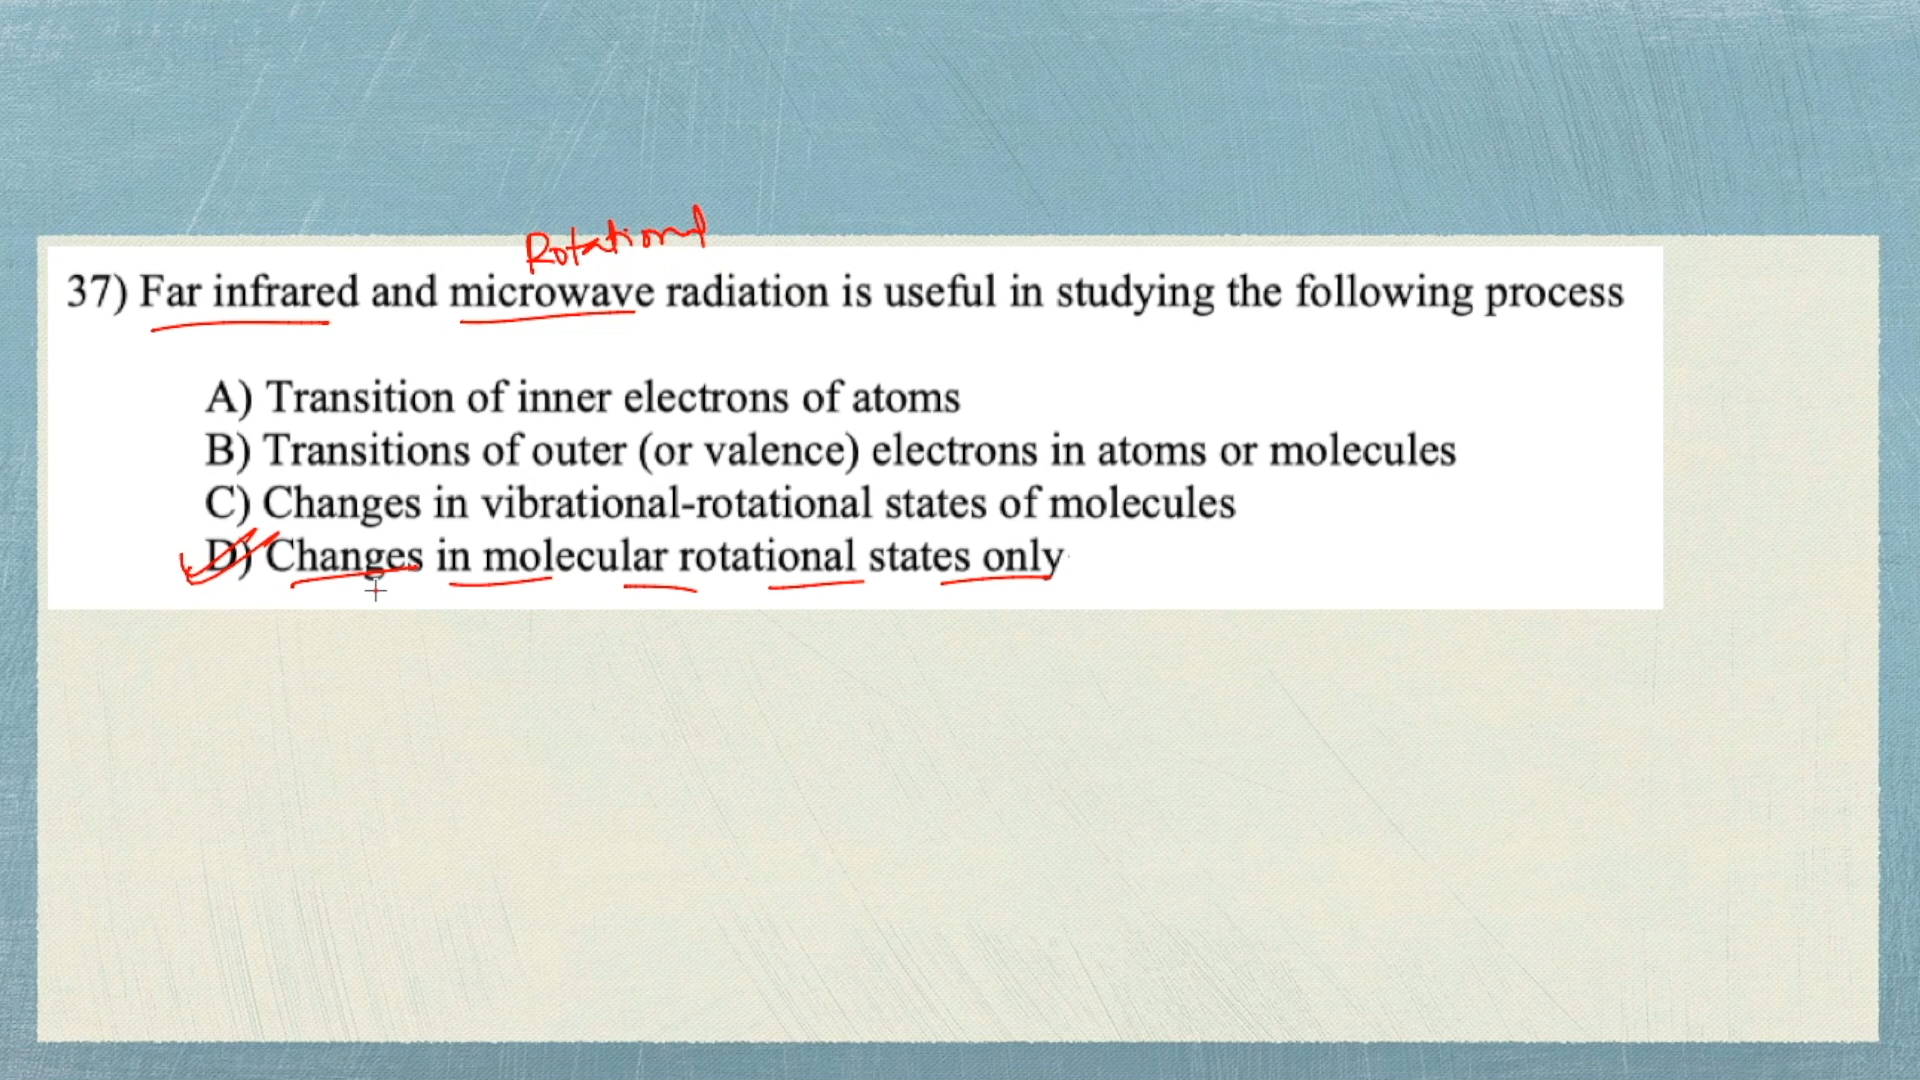 Rotational
37) Far infrared and microwave radiation is useful in studying the following process
A) Transition of inner electrons of atoms
B) Transitions of outer (or valence) electrons in atoms or molecules
C) Changes in vibrational-rotational states of molecules
D) Changes in molecular rotational states only